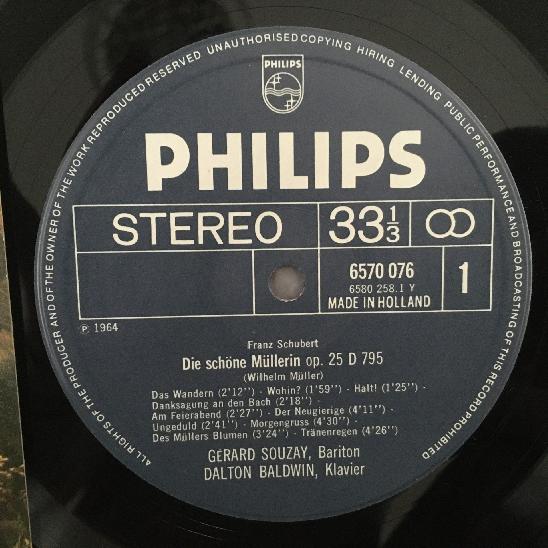 ALL RIGHTS OF THE PRODUCER AND OF THE OWNER OF THE WORK REPRODUCED RESERVED UNAUTHORISED COPYING HIRING LENDING PUBLIC PERFORMANCE AND BROADCASTING OF THIS RECORD PROHIBITED
PHILIPS
PHILIPS
STEREO 33 1/3
6570 076
6580 258.1 Y
MADE IN HOLLAND
1
Ⓟ 1964
Franz Schubert
Die schöne Müllerin op. 25 D 795
(Wilhelm Müller)
Das Wandern (2'12'') - Wohin? (1'59'') - Halt! (1'25'') -
Danksagung an den Bach (2'18'') -
Am Feierabend (2'27'') - Der Neugierige (4'11'') -
Ungeduld (2'41'') - Morgengruss (4'30'') -
Des Müllers Blumen (3'24'') - Tränenregen (4'26'')
GÉRARD SOUZAY, Bariton
DALTON BALDWIN, Klavier